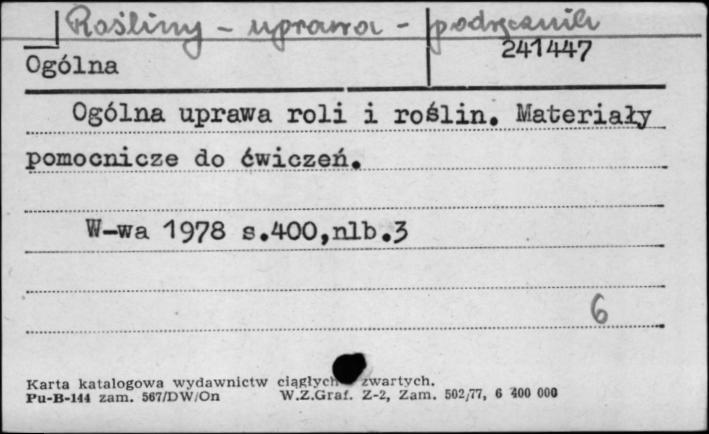 Rośliny - uprawa - podręcznik
241447
Ogólna
Ogólna uprawa roli i roślin. Materiały
pomocnicze do ćwiczeń.
W-wa 1978 s.400,nlb.3
6
Karta katalogowa wydawnictw ciągłych zwartych.
Pu-B-144 zam. 567/DW/On W.Z.Graf. Z-2, Zam. 502/77, 6 400 000